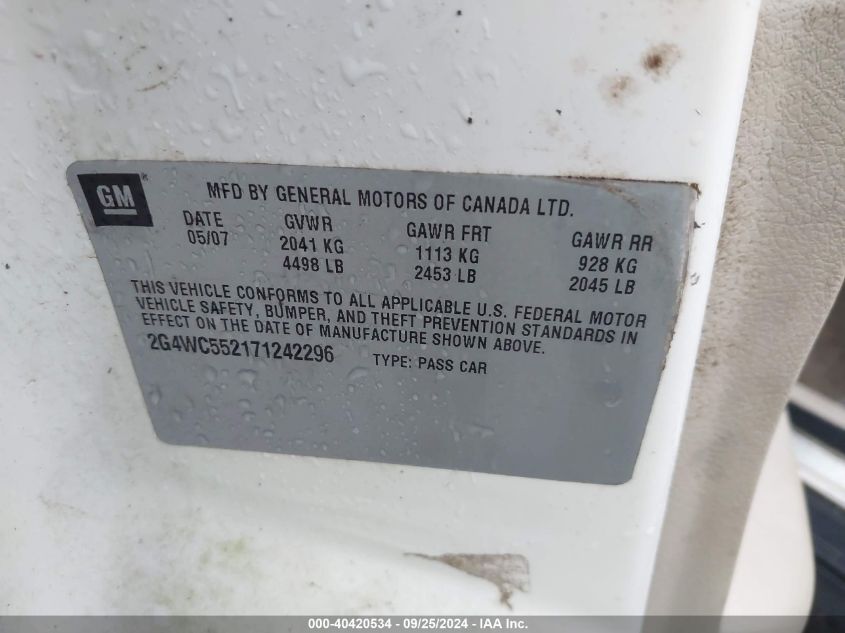 GM
MFD BY GENERAL MOTORS OF CANADA LTD.
DATE GVWR GAWR FRT GAWR RR
05/07 2041 KG 1113 KG 928 KG
4498 LB 2453 LB 2045 LB
THIS VEHICLE CONFORMS TO ALL APPLICABLE U.S. FEDERAL MOTOR
VEHICLE SAFETY, BUMPER, AND THEFT PREVENTION STANDARDS IN
EFFECT ON THE DATE OF MANUFACTURE SHOWN ABOVE.
2G4WC552171242296 TYPE: PASS CAR
000-40420534 - 09/25/2024 - IAA Inc.